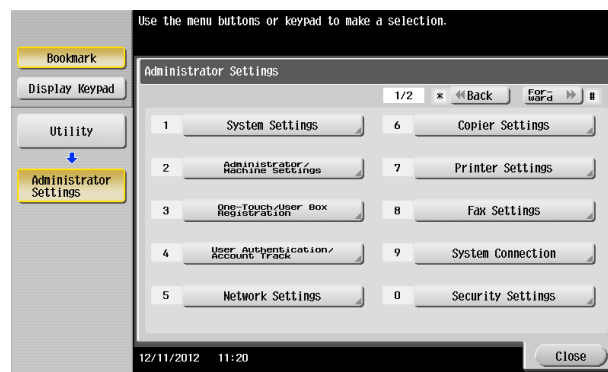 Use the menu buttons or keypad to make a selection.
Bookmark
Display Keypad
Utility
Administrator
Settings
Administrator Settings
1/2 * Back For-
ward #
1 System Settings
2 Administrator/
Machine Settings
3 One-Touch/User Box
Registration
4 User Authentication/
Account Track
5 Network Settings
6 Copier Settings
7 Printer Settings
8 Fax Settings
9 System Connection
0 Security Settings
12/11/2012 11:20
Close